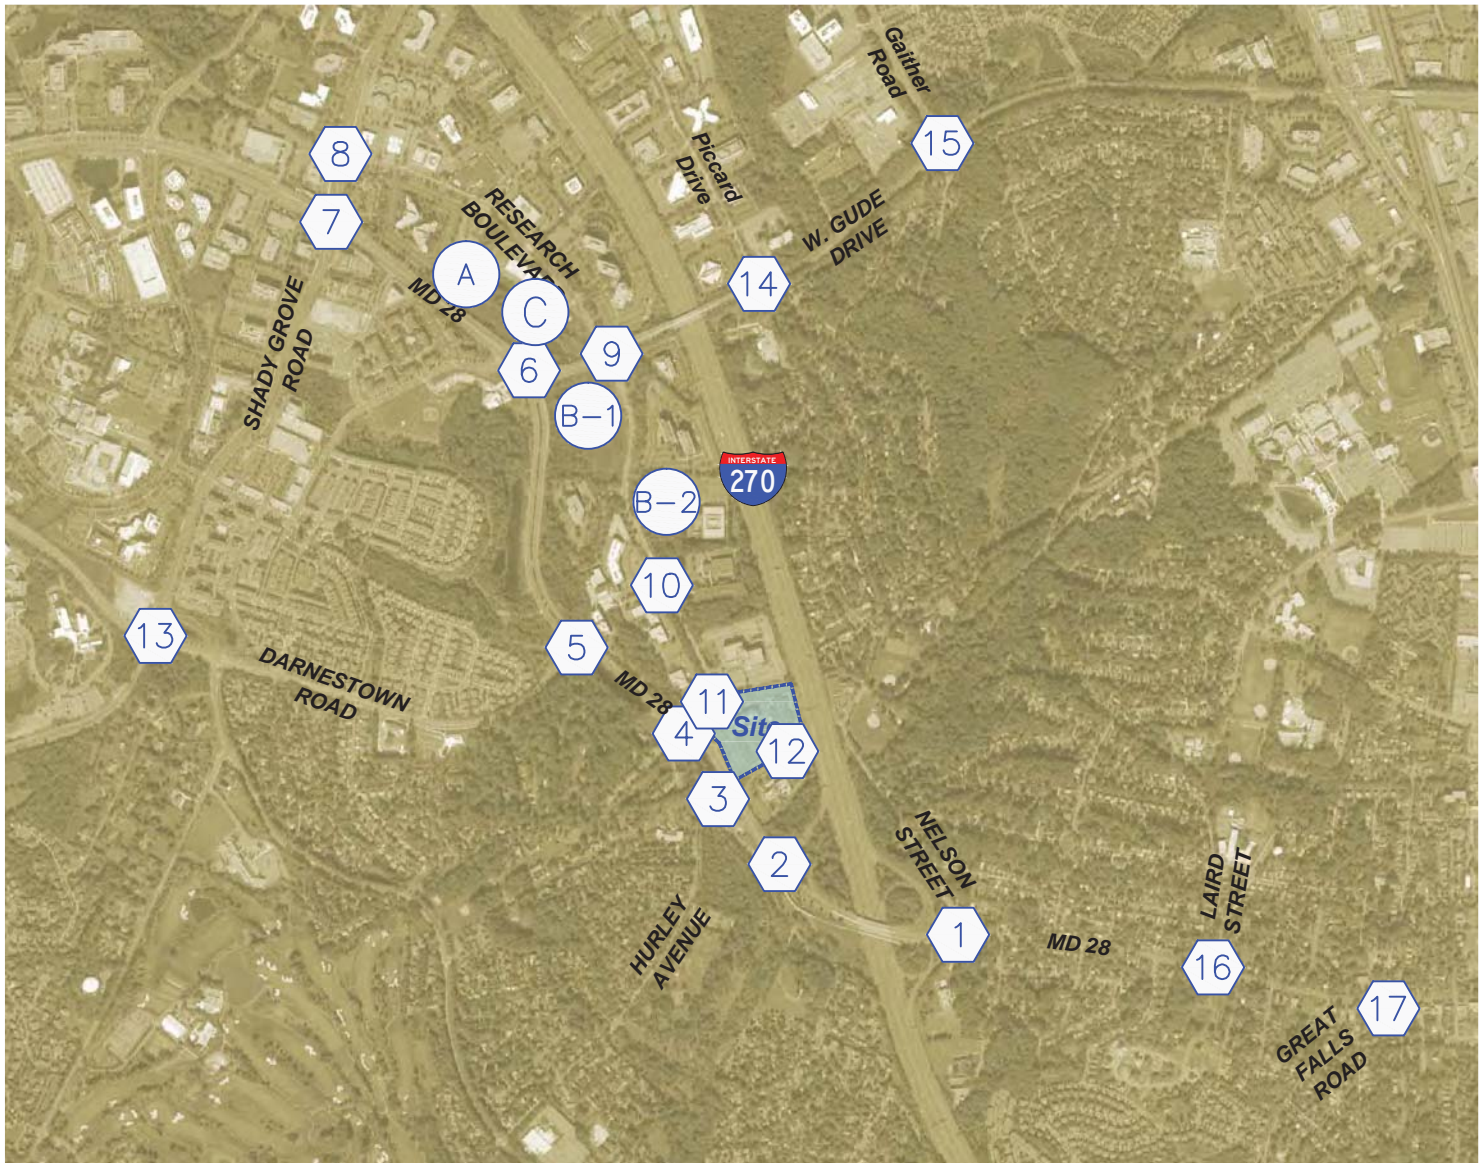 Gaither
Road
15
Piccard
Drive
8
7
RESEARCH
BOULEVARD
W. GUDE
DRIVE
A
MD 28
C
14
SHADY GROVE
ROAD
9
6
B-1
INTERSTATE
270
B-2
10
13
5
DARNESTOWN
ROAD
MD 28
11
Site
4
12
3
2
NELSON
STREET
LAIRD
STREET
HURLEY
AVENUE
1
MD 28
16
17
GREAT
FALLS
ROAD